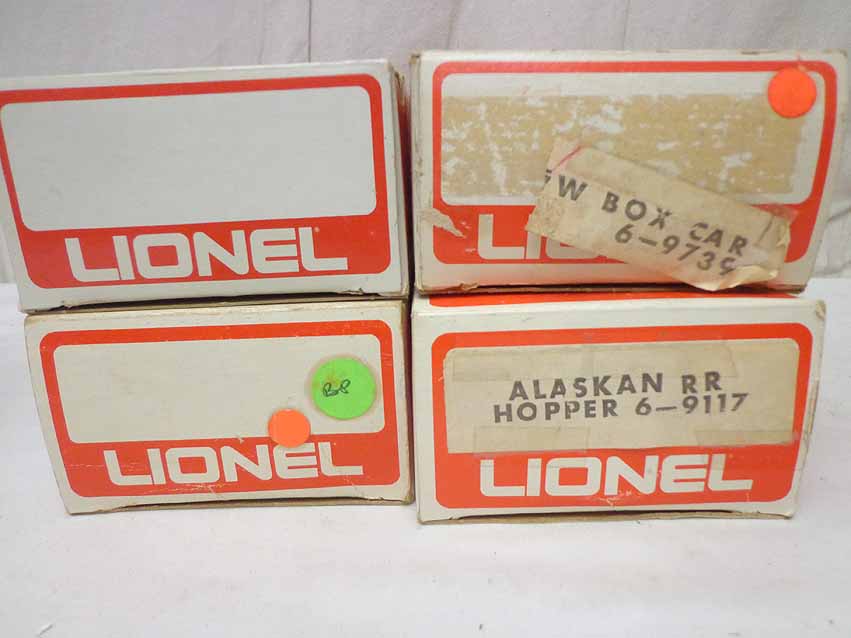 LIONEL
W BOX CAR
6-9739
LIONEL
B8
LIONEL
ALASKAN RR
HOPPER 6-9117
LIONEL